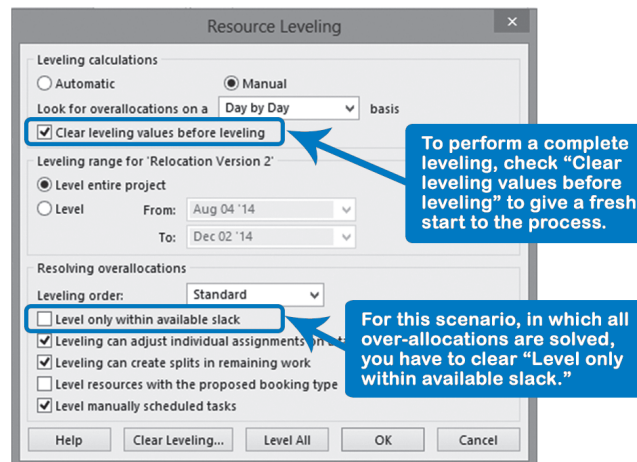 Resource Leveling
Leveling calculations
Automatic Manual
Look for overallocations on a Day by Day basis
Clear leveling values before leveling
To perform a complete
leveling, check “Clear
leveling values before
leveling” to give a fresh
start to the process.
Leveling range for 'Relocation Version 2'
Level entire project
Level From: Aug 04 '14
To: Dec 02 '14
Resolving overallocations
Leveling order: Standard
Level only within available slack
For this scenario, in which all
over-allocations are solved,
you have to clear “Level only
within available slack.”
Leveling can adjust individual assignments on a
Leveling can create splits in remaining work
Level resources with the proposed booking type
Level manually scheduled tasks
Help Clear Leveling... Level All OK Cancel